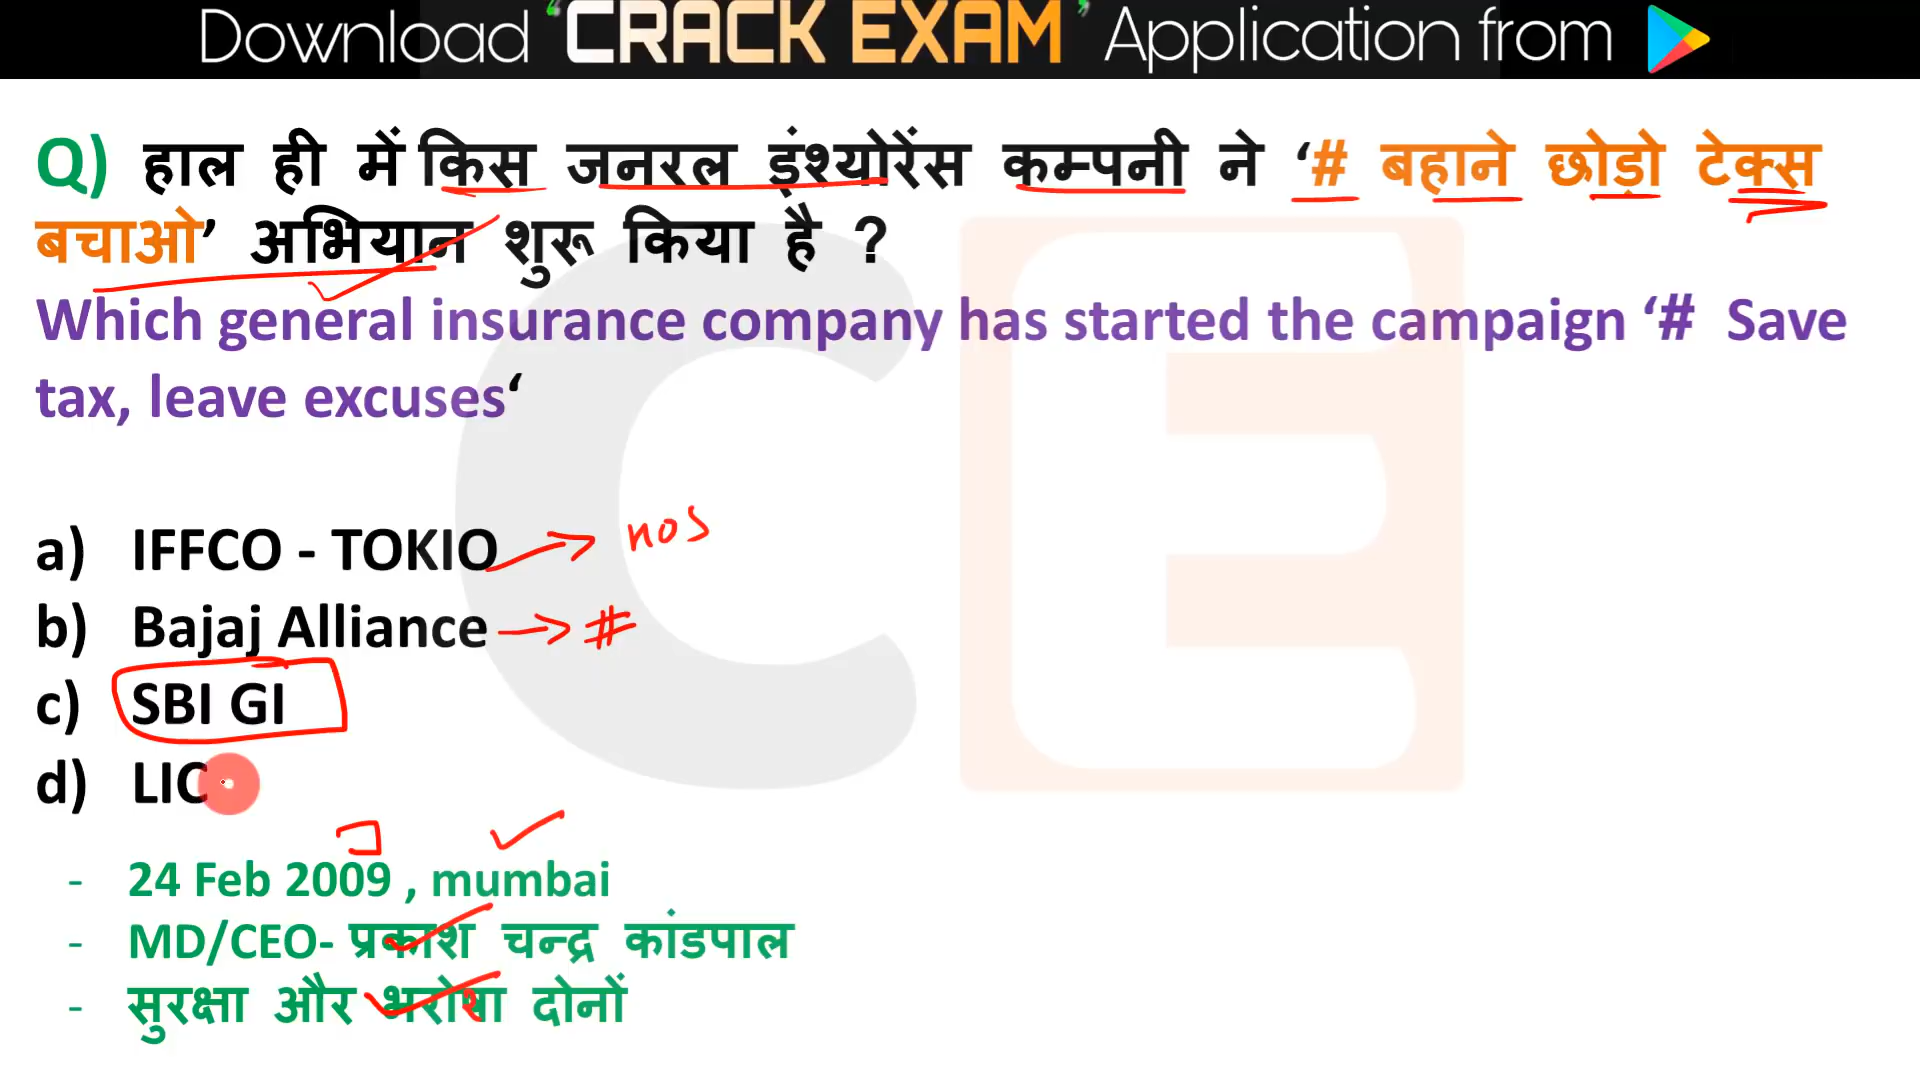 Download ‘CRACK EXAM’ Application from
Q) हाल ही में किस जनरल इंश्योरेंस कम्पनी ने ‘# बहाने छोड़ो टेक्स
बचाओ’ अभियान शुरू किया है ?
Which general insurance company has started the campaign ‘# Save
tax, leave excuses‘
a) IFFCO - TOKIO nos
b) Bajaj Alliance #
c) SBI GI
d) LIC
- 24 Feb 2009 , mumbai
- MD/CEO- प्रकाश चन्द्र कांडपाल
- सुरक्षा और भरोषा दोनों
CE